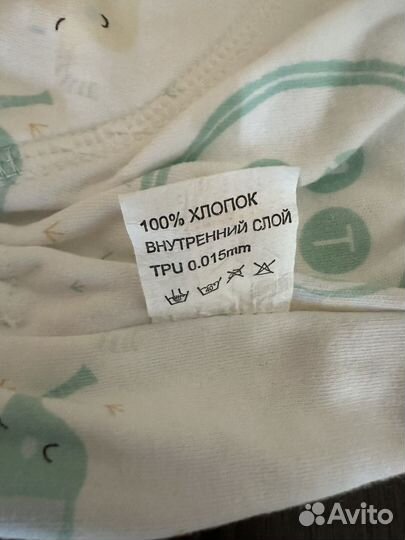 100% ХЛОПОК
ВНУТРЕННИЙ СЛОЙ
TPU 0.015mm
T
Avito